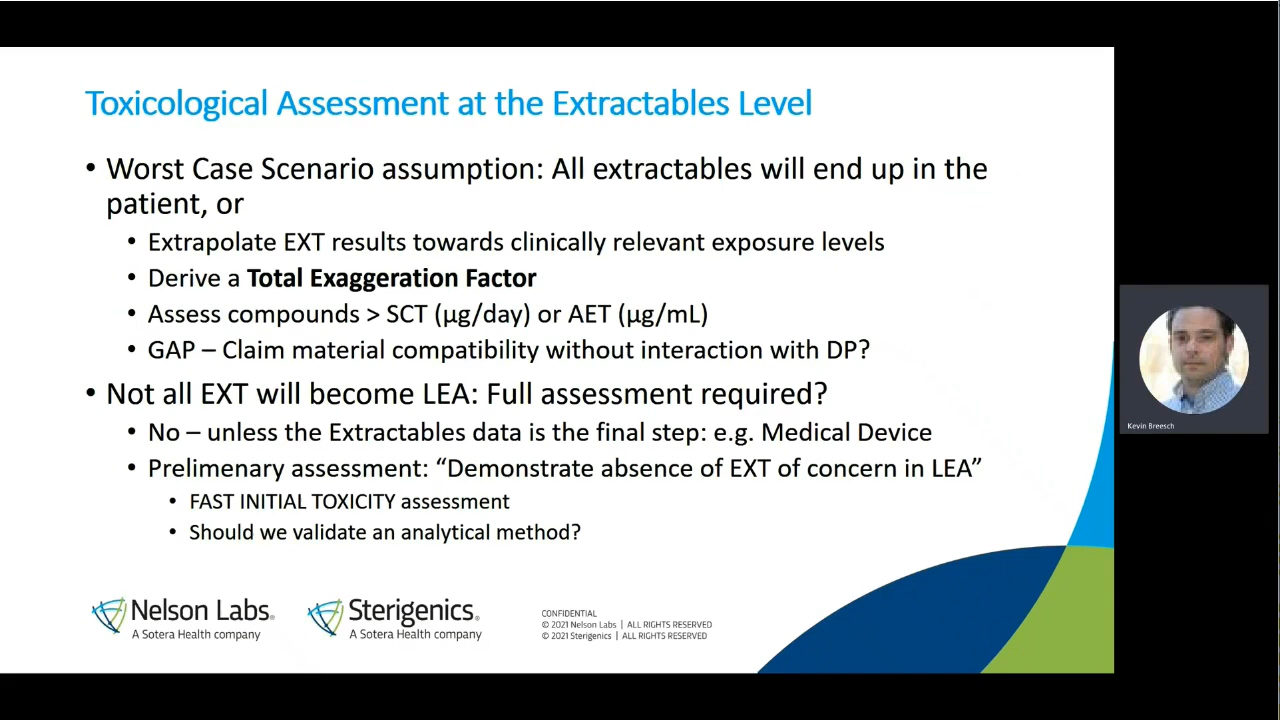 Toxicological Assessment at the Extractables Level
• Worst Case Scenario assumption: All extractables will end up in the
patient, or
• Extrapolate EXT results towards clinically relevant exposure levels
• Derive a Total Exaggeration Factor
• Assess compounds > SCT (µg/day) or AET (µg/mL)
• GAP – Claim material compatibility without interaction with DP?
• Not all EXT will become LEA: Full assessment required?
• No – unless the Extractables data is the final step: e.g. Medical Device
• Prelimenary assessment: “Demonstrate absence of EXT of concern in LEA”
• FAST INITIAL TOXICITY assessment
• Should we validate an analytical method?
Nelson Labs®
A Sotera Health company
Sterigenics®
A Sotera Health company
CONFIDENTIAL
© 2021 Nelson Labs | ALL RIGHTS RESERVED
© 2021 Sterigenics | ALL RIGHTS RESERVED
Kevin Breesch